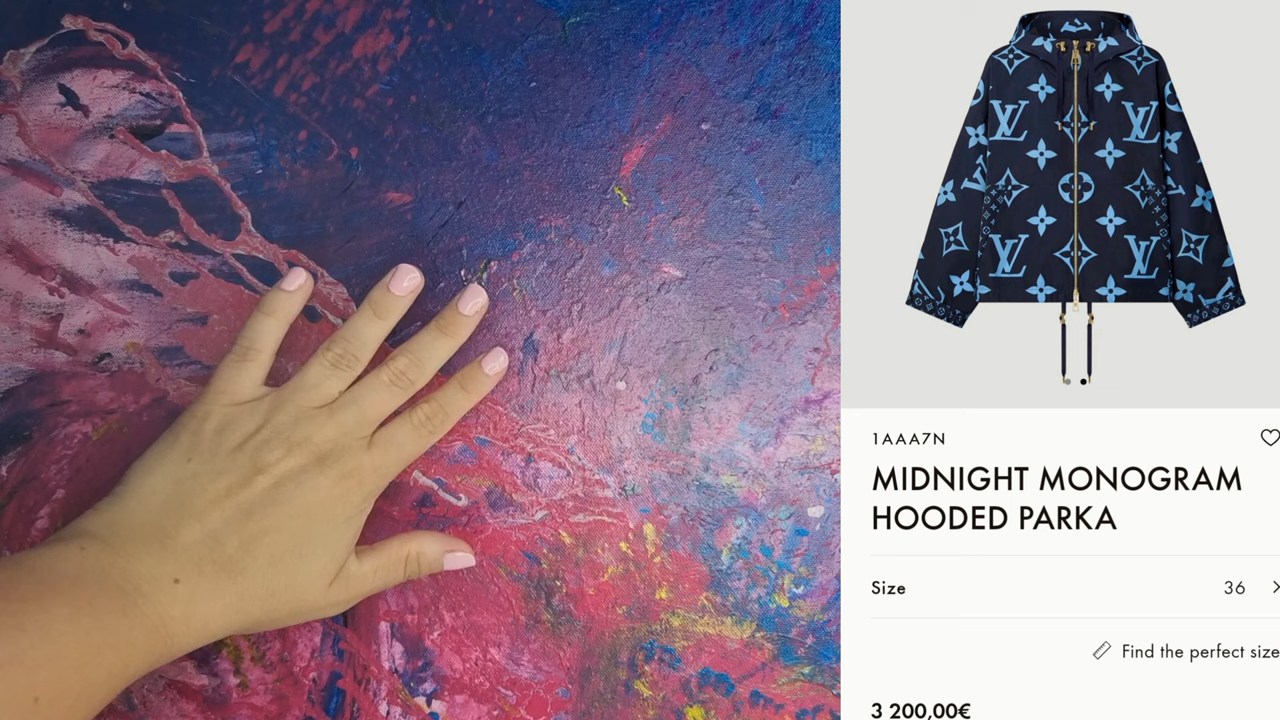 1AAA7N
MIDNIGHT MONOGRAM
HOODED PARKA
Size 36
Find the perfect size
3 200,00€